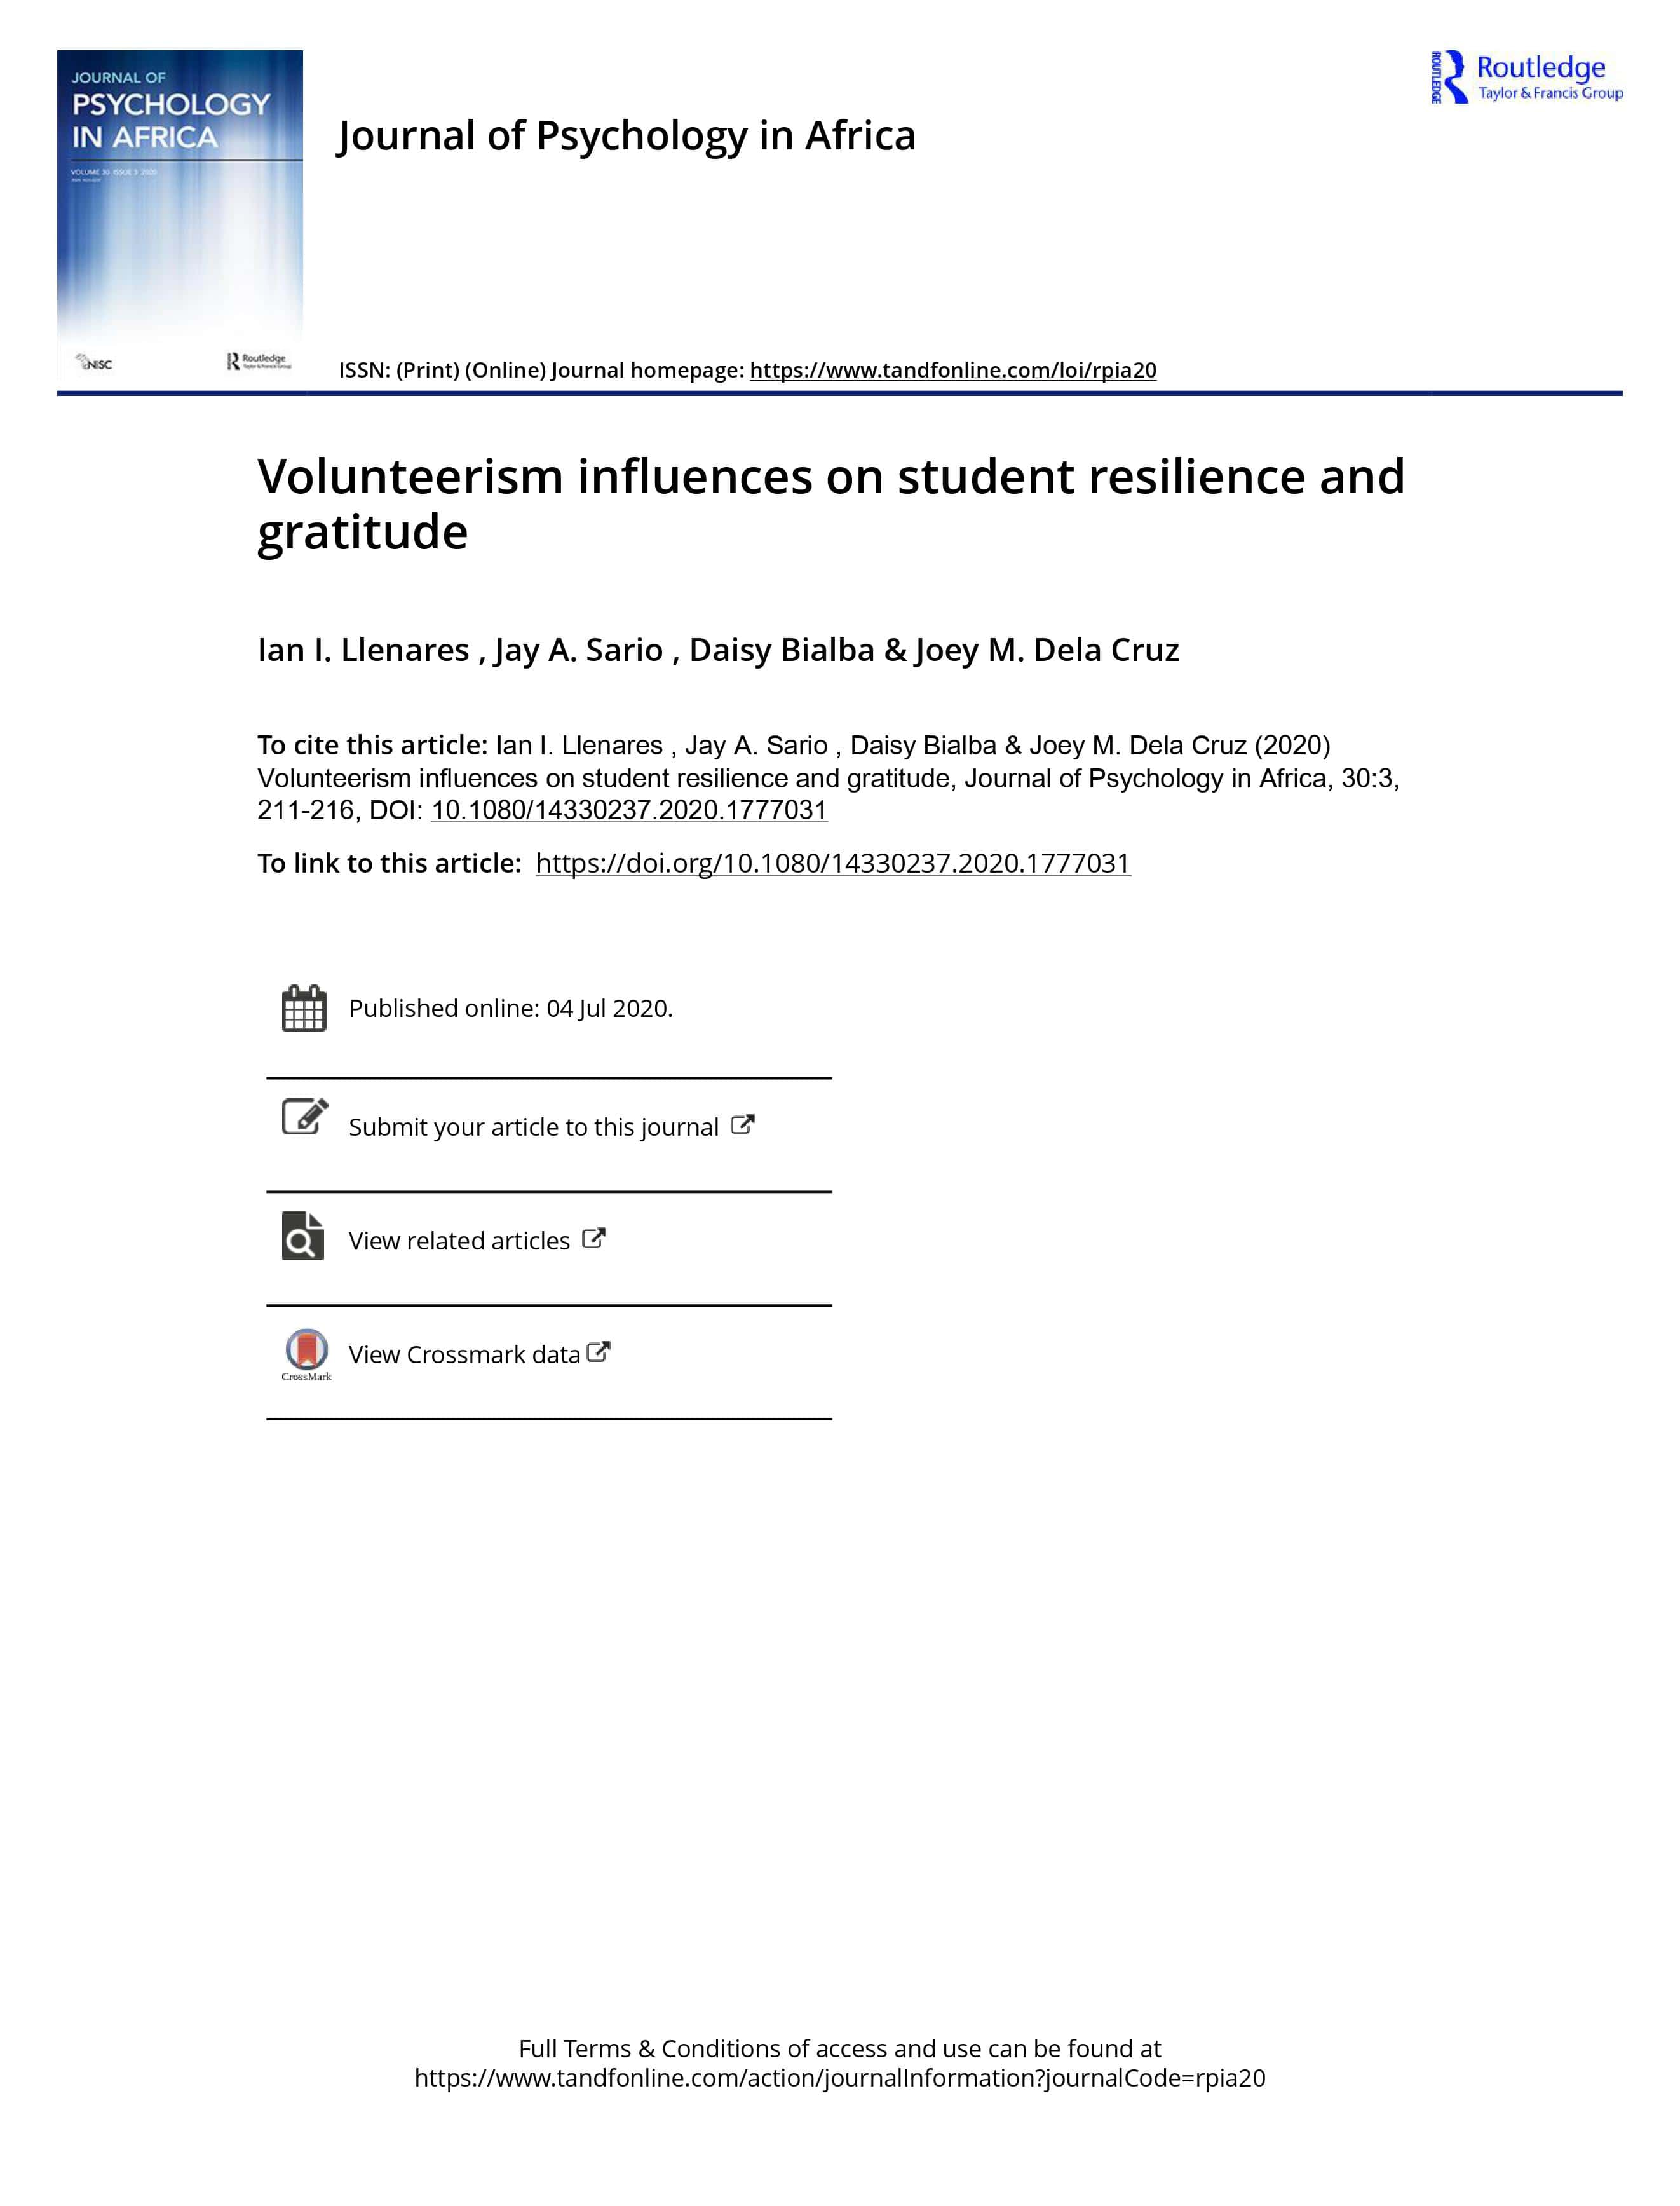 JOURNAL OF
PSYCHOLOGY
IN AFRICA
VOLUME 30 ISSUE 3 2020
NISC
Routledge
Taylor & Francis Group
Journal of Psychology in Africa
ROUTLEDGE
Routledge
Taylor & Francis Group
ISSN: (Print) (Online) Journal homepage: https://www.tandfonline.com/loi/rpia20
Volunteerism influences on student resilience and
gratitude
Ian I. Llenares , Jay A. Sario , Daisy Bialba & Joey M. Dela Cruz
To cite this article: Ian I. Llenares , Jay A. Sario , Daisy Bialba & Joey M. Dela Cruz (2020)
Volunteerism influences on student resilience and gratitude, Journal of Psychology in Africa, 30:3,
211-216, DOI: 10.1080/14330237.2020.1777031
To link to this article: https://doi.org/10.1080/14330237.2020.1777031
Published online: 04 Jul 2020.
Submit your article to this journal
View related articles
View Crossmark data
CrossMark
Full Terms & Conditions of access and use can be found at
https://www.tandfonline.com/action/journalInformation?journalCode=rpia20